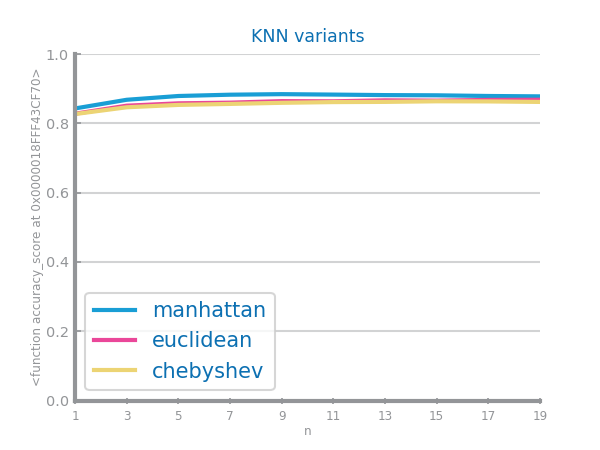 KNN variants
<function accuracy_score at 0x0000018FFF43CF70>
1.0
0.8
0.6
0.4
0.2
0.0
manhattan
euclidean
chebyshev
1 3 5 7 9 11 13 15 17 19
n